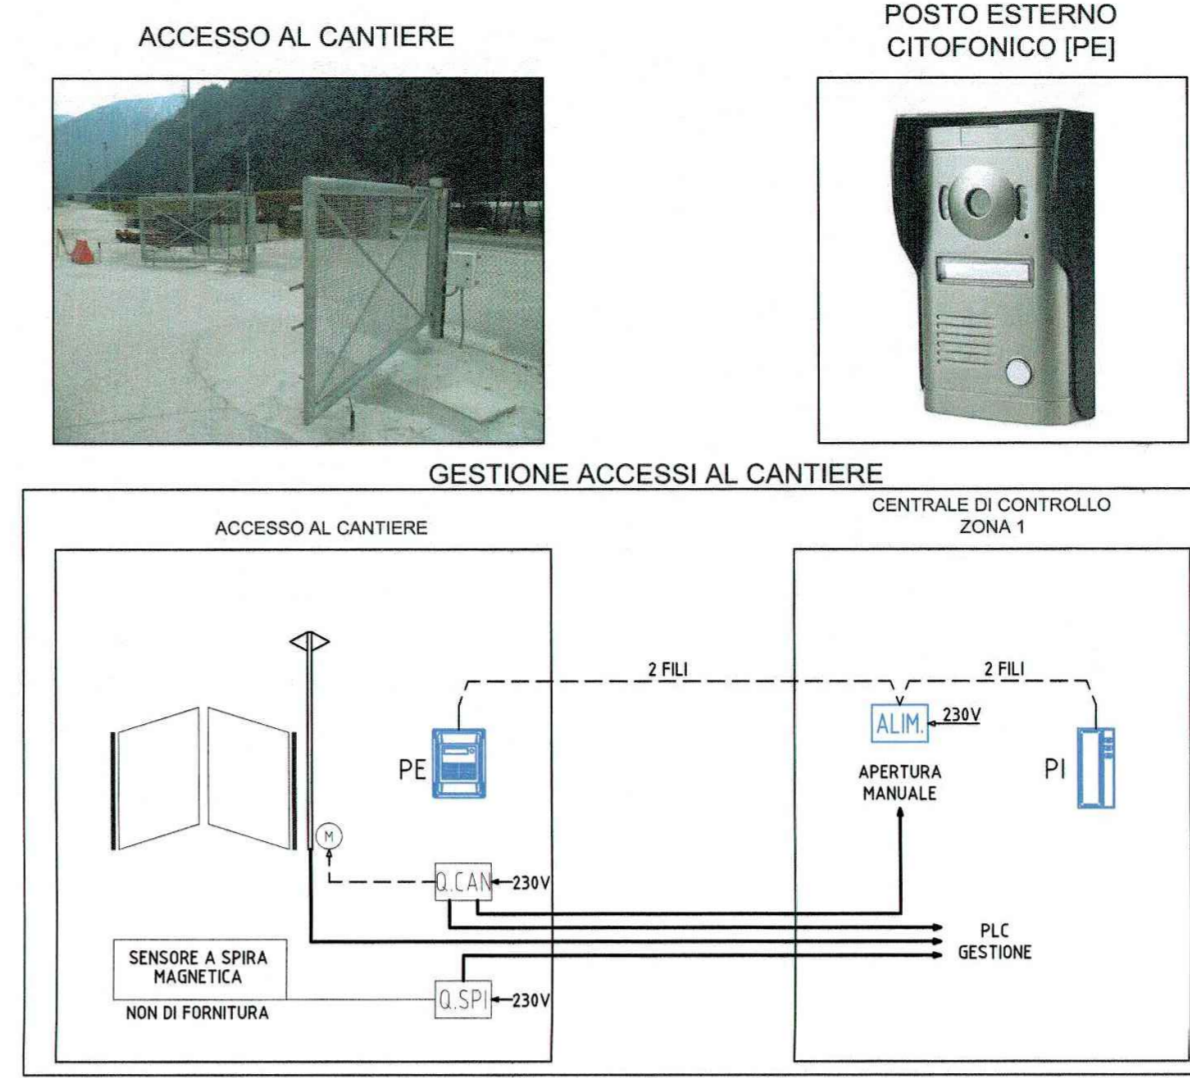 ACCESSO AL CANTIERE
POSTO ESTERNO
CITOFONICO [PE]
GESTIONE ACCESSI AL CANTIERE
ACCESSO AL CANTIERE
CENTRALE DI CONTROLLO
ZONA 1
2 FILI
2 FILI
ALIM.
230V
PE
APERTURA
MANUALE
PI
M
Q.CAN
230V
PLC
GESTIONE
SENSORE A SPIRA
MAGNETICA
Q.SPI
230V
NON DI FORNITURA